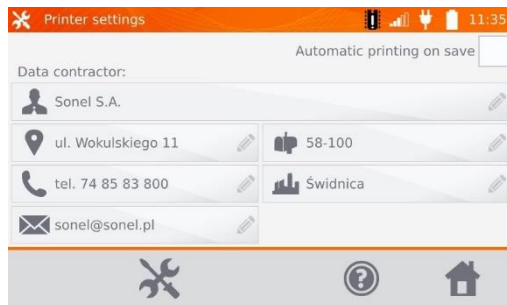 Printer settings
11:35
Automatic printing on save
Data contractor:
Sonel S.A.
ul. Wokulskiego 11
58-100
tel. 74 85 83 800
Świdnica
sonel@sonel.pl